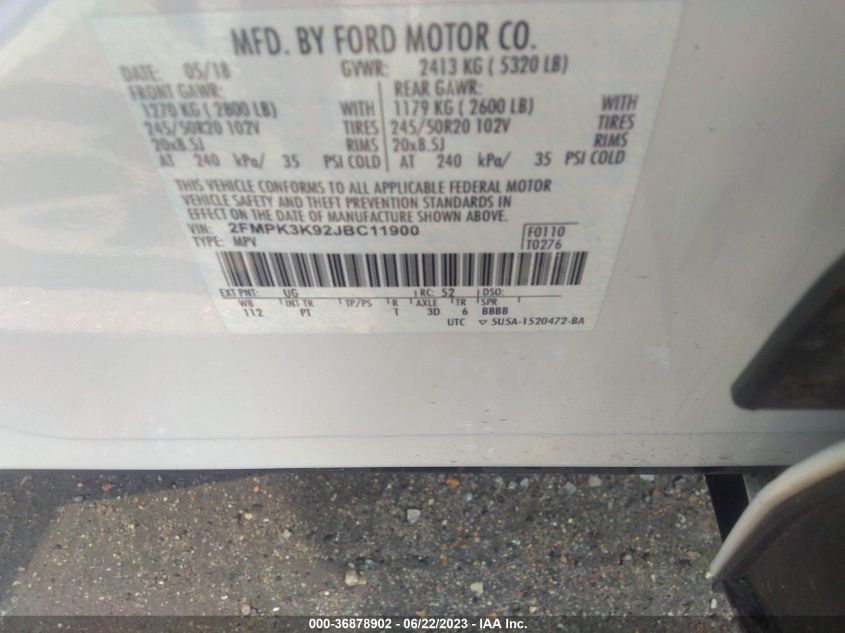 MFD. BY FORD MOTOR CO.
DATE: 05/18 GVWR: 2413 KG ( 5320 LB)
FRONT GAWR: REAR GAWR:
1270 KG ( 2800 LB) WITH 1179 KG ( 2600 LB) WITH
245/50R20 102V TIRES 245/50R20 102V TIRES
20x8.5J RIMS 20x8.5J RIMS
AT 240 kPa/ 35 PSI COLD AT 240 kPa/ 35 PSI COLD
THIS VEHICLE CONFORMS TO ALL APPLICABLE FEDERAL MOTOR
VEHICLE SAFETY AND THEFT PREVENTION STANDARDS IN
EFFECT ON THE DATE OF MANUFACTURE SHOWN ABOVE.
VIN: 2FMPK3K92JBC11900 F0110
TYPE: MPV T0276
EXT PNT: UG RC: 52 DSO:
WB INT TR TP/PS R AXLE TR SPR
112 PT T 3D 6 BBBB
UTC ▽ 5U5A-1520472-BA
000-36878902 - 06/22/2023 - IAA Inc.